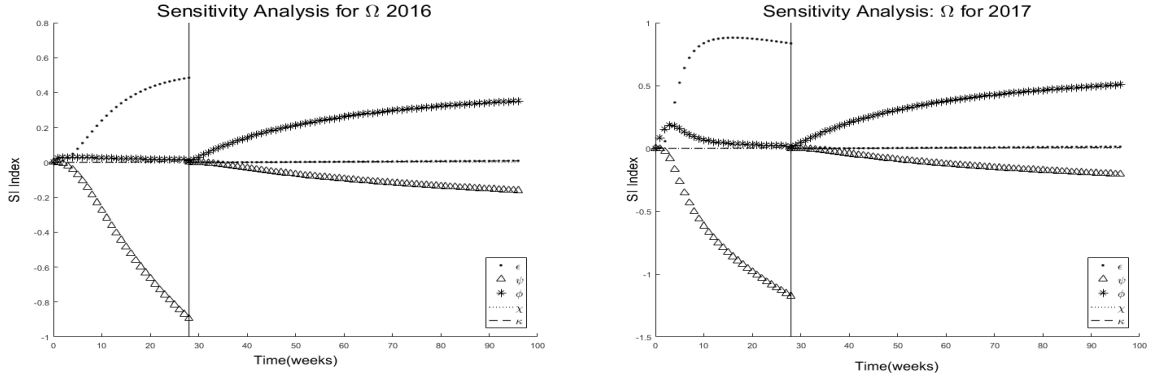 Sensitivity Analysis for Ω 2016
0.8
0.6
0.4
0.2
0
-0.2
-0.4
-0.6
-0.8
-1
SI Index
0 10 20 30 40 50 60 70 80 90 100
Time(weeks)
ϵ
ψ
ϕ
χ
κ
Sensitivity Analysis: Ω for 2017
1
0.5
0
-0.5
-1
-1.5
SI Index
0 10 20 30 40 50 60 70 80 90 100
Time(weeks)
ϵ
ψ
ϕ
χ
κ